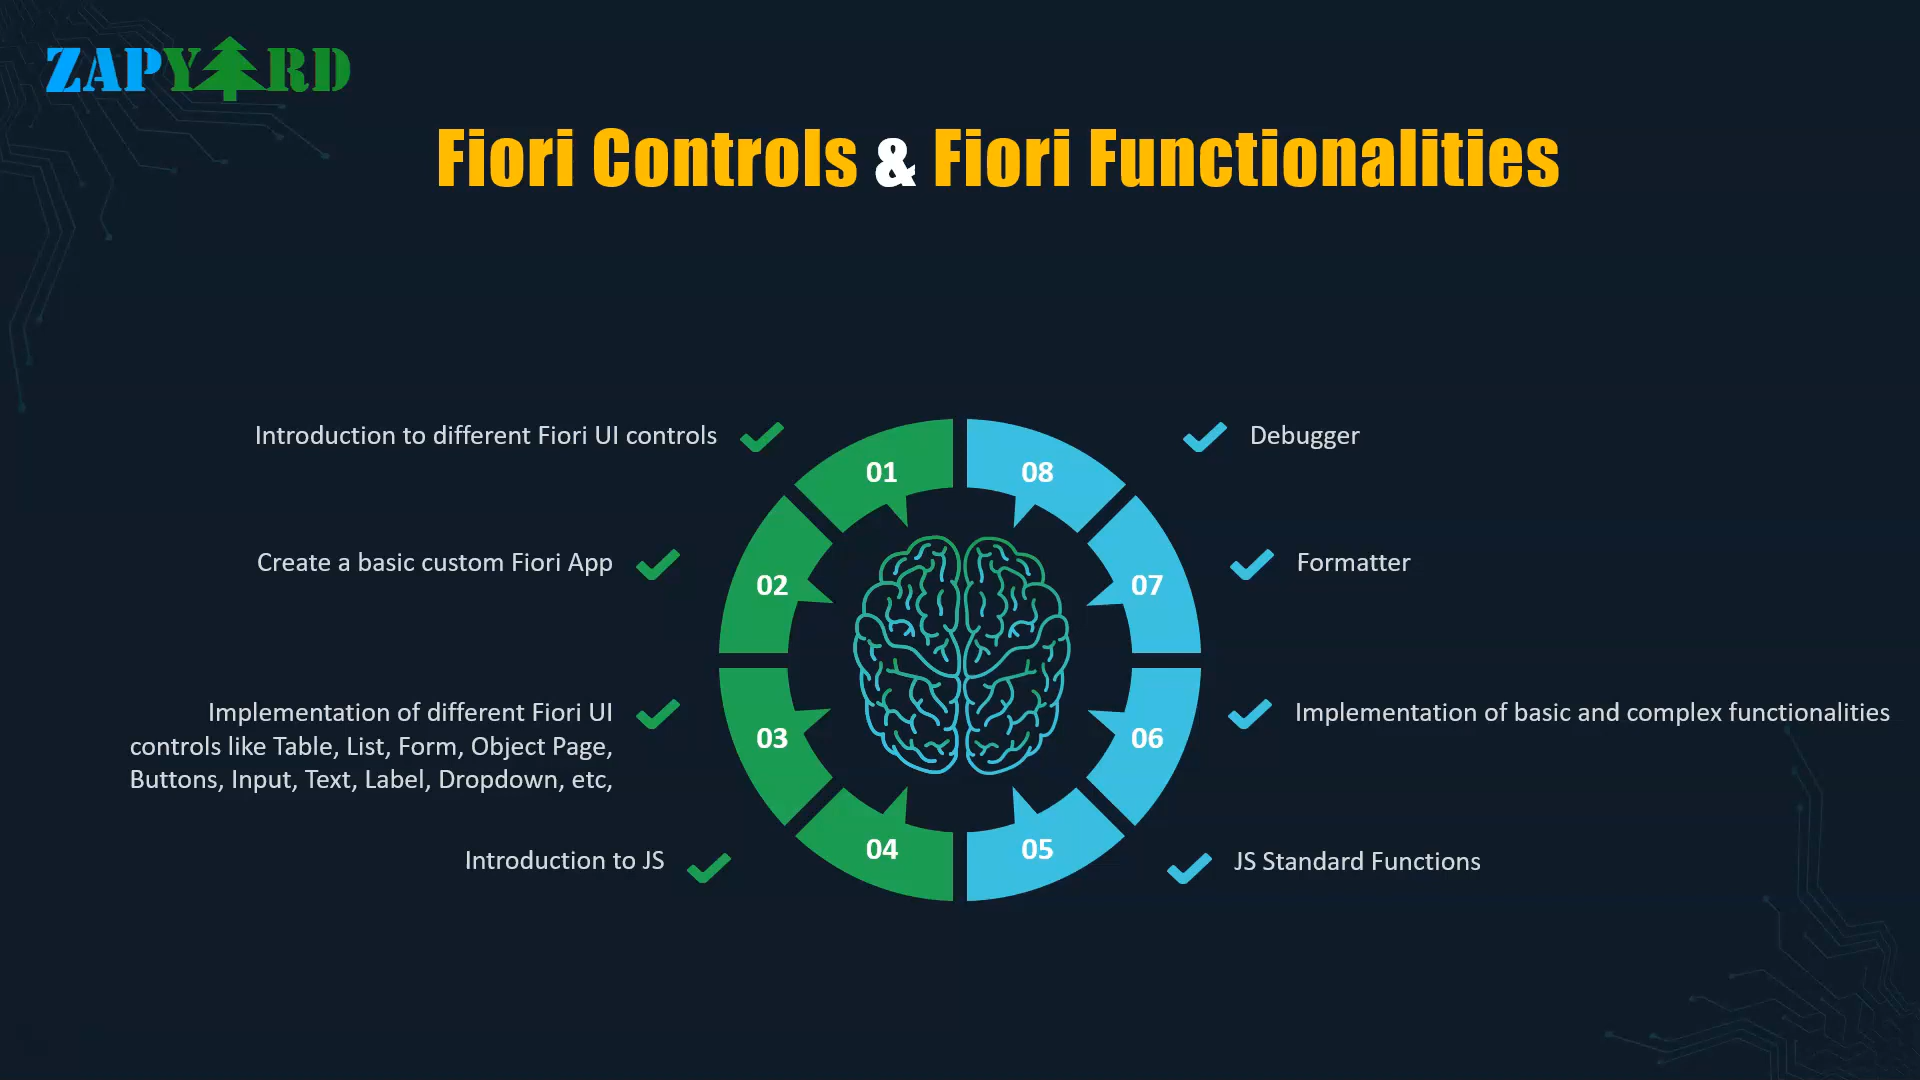 ZAPYARD
Fiori Controls & Fiori Functionalities
Introduction to different Fiori UI controls
01
Create a basic custom Fiori App
02
Implementation of different Fiori UI
controls like Table, List, Form, Object Page,
Buttons, Input, Text, Label, Dropdown, etc,
03
Introduction to JS
04
05
JS Standard Functions
06
Implementation of basic and complex functionalities
07
Formatter
08
Debugger